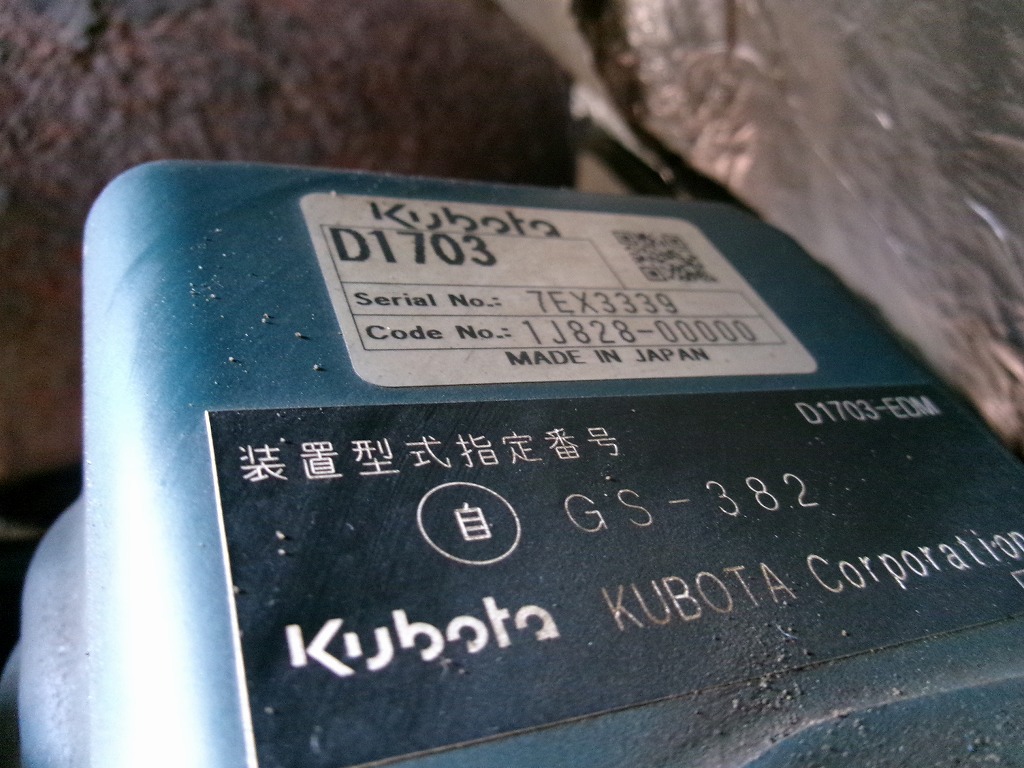 Kubota
D1703
Serial No.: 7EX3339
Code No.: 1J828-00000
MADE IN JAPAN
D1703-EDM
装置型式指定番号
自 GS-382
Kubota KUBOTA Corporation